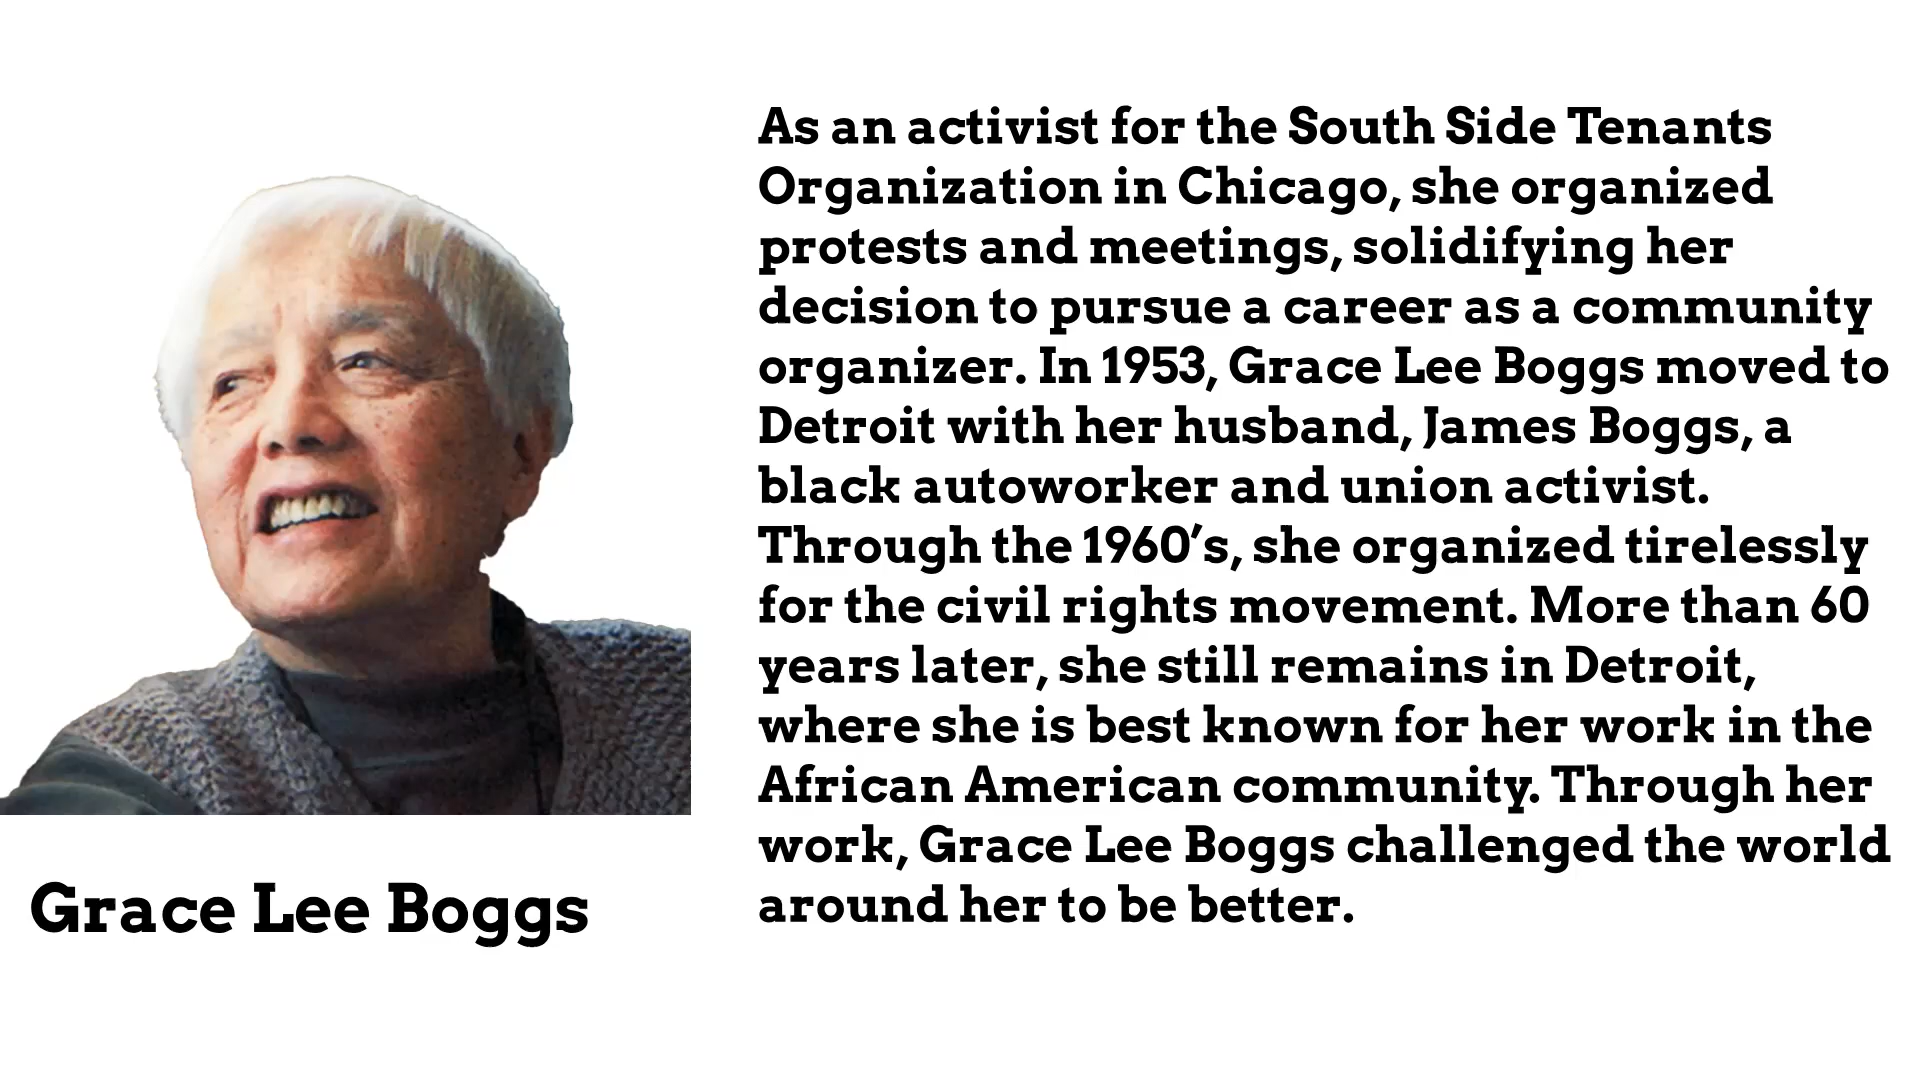 As an activist for the South Side Tenants
Organization in Chicago, she organized
protests and meetings, solidifying her
decision to pursue a career as a community
organizer. In 1953, Grace Lee Boggs moved to
Detroit with her husband, James Boggs, a
black autoworker and union activist.
Through the 1960’s, she organized tirelessly
for the civil rights movement. More than 60
years later, she still remains in Detroit,
where she is best known for her work in the
African American community. Through her
work, Grace Lee Boggs challenged the world
around her to be better.
Grace Lee Boggs